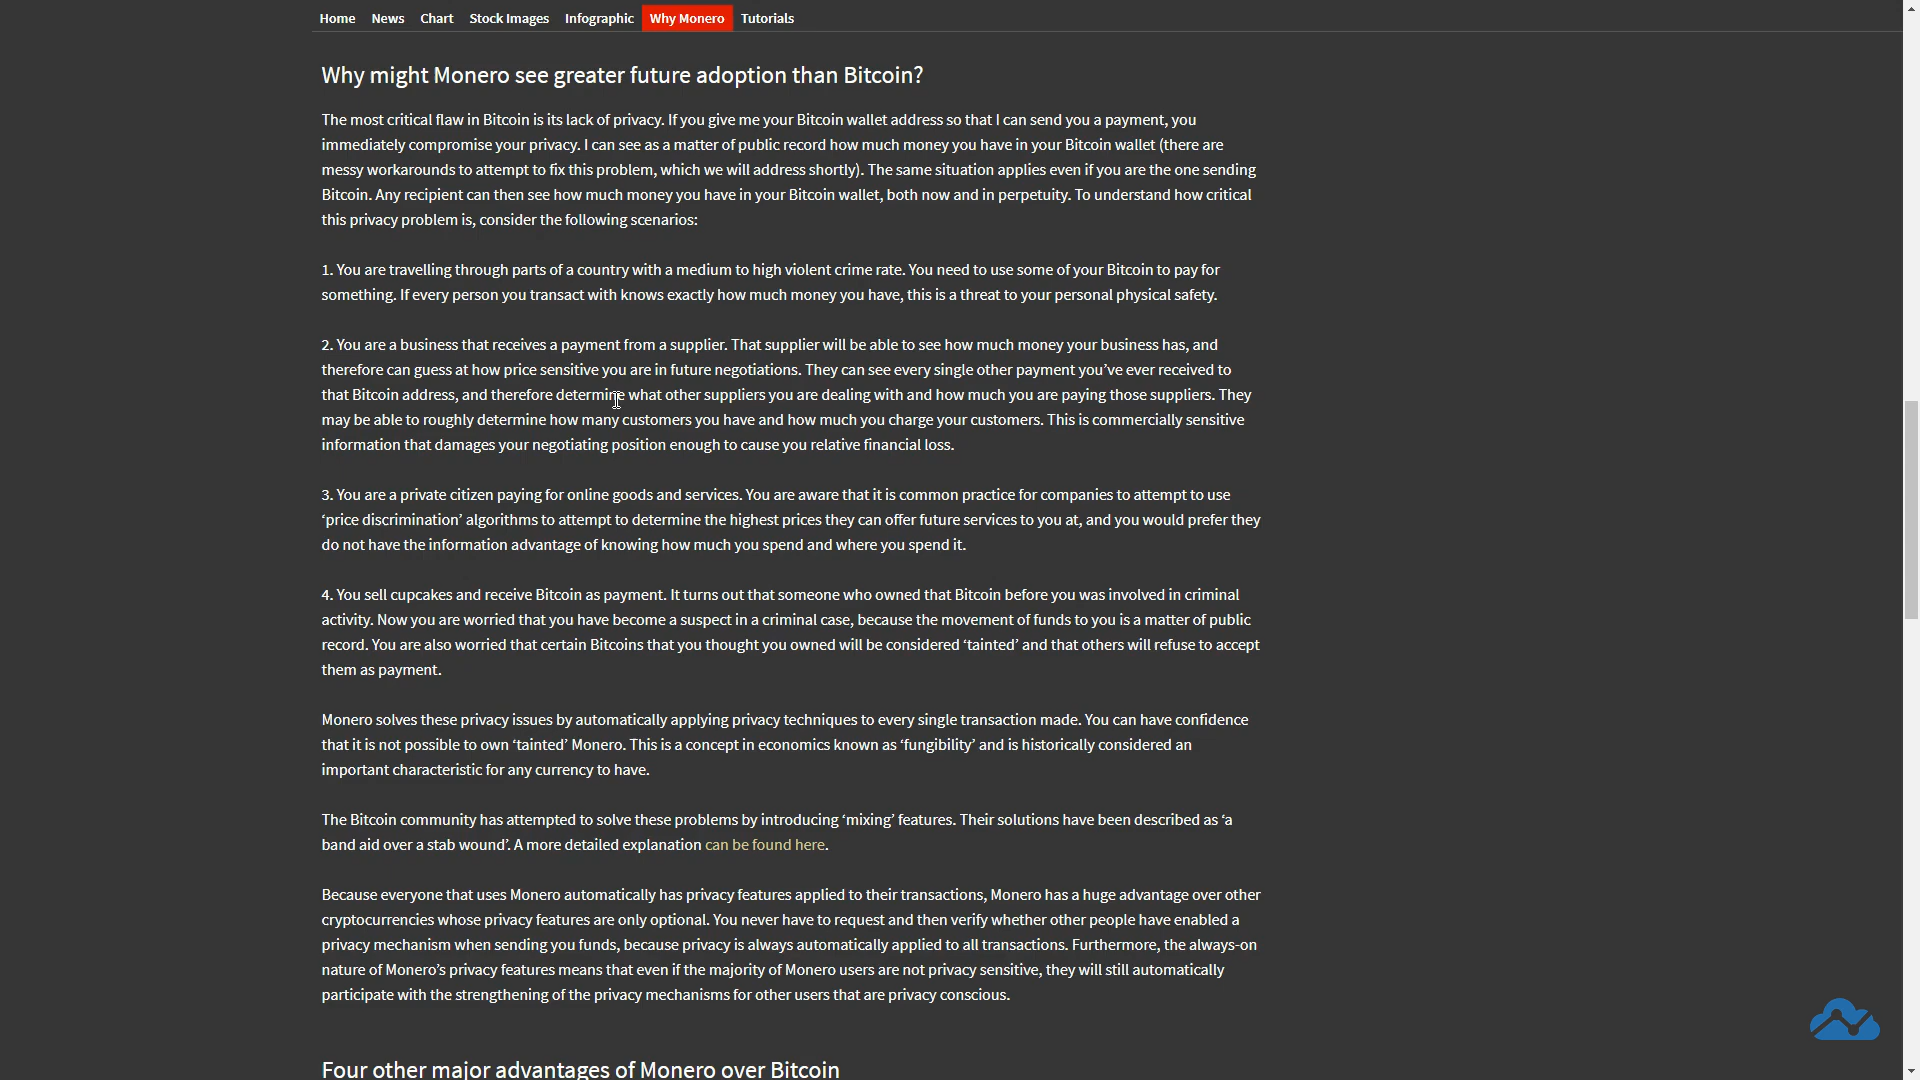 Home News Chart Stock Images Infographic Why Monero Tutorials
Why might Monero see greater future adoption than Bitcoin?
The most critical flaw in Bitcoin is its lack of privacy. If you give me your Bitcoin wallet address so that I can send you a payment, you
immediately compromise your privacy. I can see as a matter of public record how much money you have in your Bitcoin wallet (there are
messy workarounds to attempt to fix this problem, which we will address shortly). The same situation applies even if you are the one sending
Bitcoin. Any recipient can then see how much money you have in your Bitcoin wallet, both now and in perpetuity. To understand how critical
this privacy problem is, consider the following scenarios:
1. You are travelling through parts of a country with a medium to high violent crime rate. You need to use some of your Bitcoin to pay for
something. If every person you transact with knows exactly how much money you have, this is a threat to your personal physical safety.
2. You are a business that receives a payment from a supplier. That supplier will be able to see how much money your business has, and
therefore can guess at how price sensitive you are in future negotiations. They can see every single other payment you’ve ever received to
that Bitcoin address, and therefore determine what other suppliers you are dealing with and how much you are paying those suppliers. They
may be able to roughly determine how many customers you have and how much you charge your customers. This is commercially sensitive
information that damages your negotiating position enough to cause you relative financial loss.
3. You are a private citizen paying for online goods and services. You are aware that it is common practice for companies to attempt to use
‘price discrimination’ algorithms to attempt to determine the highest prices they can offer future services to you at, and you would prefer they
do not have the information advantage of knowing how much you spend and where you spend it.
4. You sell cupcakes and receive Bitcoin as payment. It turns out that someone who owned that Bitcoin before you was involved in criminal
activity. Now you are worried that you have become a suspect in a criminal case, because the movement of funds to you is a matter of public
record. You are also worried that certain Bitcoins that you thought you owned will be considered ‘tainted’ and that others will refuse to accept
them as payment.
Monero solves these privacy issues by automatically applying privacy techniques to every single transaction made. You can have confidence
that it is not possible to own ‘tainted’ Monero. This is a concept in economics known as ‘fungibility’ and is historically considered an
important characteristic for any currency to have.
The Bitcoin community has attempted to solve these problems by introducing ‘mixing’ features. Their solutions have been described as ‘a
band aid over a stab wound’. A more detailed explanation can be found here.
Because everyone that uses Monero automatically has privacy features applied to their transactions, Monero has a huge advantage over other
cryptocurrencies whose privacy features are only optional. You never have to request and then verify whether other people have enabled a
privacy mechanism when sending you funds, because privacy is always automatically applied to all transactions. Furthermore, the always-on
nature of Monero’s privacy features means that even if the majority of Monero users are not privacy sensitive, they will still automatically
participate with the strengthening of the privacy mechanisms for other users that are privacy conscious.
Four other major advantages of Monero over Bitcoin